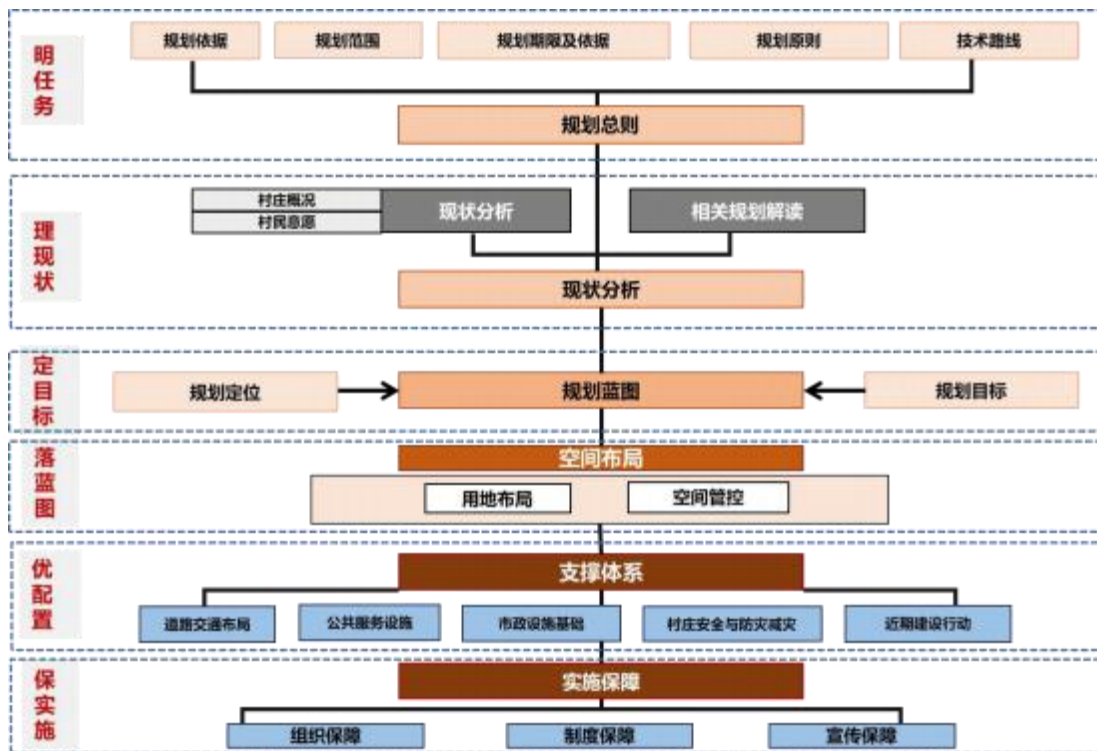 明任务
规划依据
规划范围
规划期限及依据
规划原则
技术路线
规划总则
理现状
村庄概况
村民意愿
现状分析
相关规划解读
现状分析
定目标
规划定位
规划蓝图
规划目标
落蓝图
空间布局
用地布局
空间管控
优配置
支撑体系
道路交通布局
公共服务设施
市政设施基础
村庄安全与防灾减灾
近期建设行动
保实施
实施保障
组织保障
制度保障
宣传保障